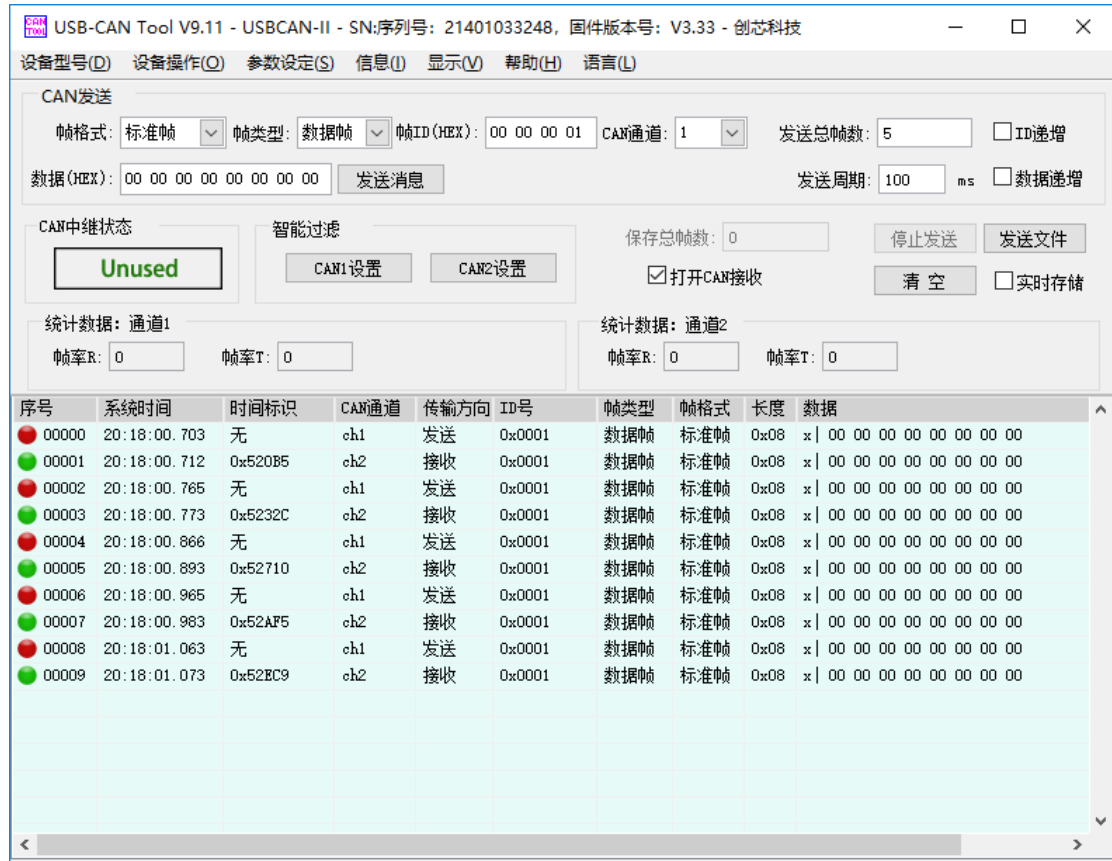 CAN TOOL USB-CAN Tool V9.11 - USBCAN-II - SN:序列号：21401033248，固件版本号：V3.33 - 创芯科技
设备型号(D) 设备操作(O) 参数设定(S) 信息(I) 显示(V) 帮助(H) 语言(L)
CAN发送
帧格式: 标准帧 帧类型: 数据帧 帧ID(HEX): 00 00 00 01 CAN通道: 1 发送总帧数: 5 ID递增
数据(HEX): 00 00 00 00 00 00 00 00 发送消息 发送周期: 100 ms 数据递增
CAN中继状态 智能过滤 保存总帧数: 0 停止发送 发送文件
Unused CAN1设置 CAN2设置 打开CAN接收 清 空 实时存储
统计数据：通道1 统计数据：通道2
帧率R: 0 帧率T: 0 帧率R: 0 帧率T: 0
序号 系统时间 时间标识 CAN通道 传输方向 ID号 帧类型 帧格式 长度 数据
00000 20:18:00.703 无 ch1 发送 0x0001 数据帧 标准帧 0x08 x| 00 00 00 00 00 00 00 00
00001 20:18:00.712 0x520B5 ch2 接收 0x0001 数据帧 标准帧 0x08 x| 00 00 00 00 00 00 00 00
00002 20:18:00.765 无 ch1 发送 0x0001 数据帧 标准帧 0x08 x| 00 00 00 00 00 00 00 00
00003 20:18:00.773 0x5232C ch2 接收 0x0001 数据帧 标准帧 0x08 x| 00 00 00 00 00 00 00 00
00004 20:18:00.866 无 ch1 发送 0x0001 数据帧 标准帧 0x08 x| 00 00 00 00 00 00 00 00
00005 20:18:00.893 0x52710 ch2 接收 0x0001 数据帧 标准帧 0x08 x| 00 00 00 00 00 00 00 00
00006 20:18:00.965 无 ch1 发送 0x0001 数据帧 标准帧 0x08 x| 00 00 00 00 00 00 00 00
00007 20:18:00.983 0x52AF5 ch2 接收 0x0001 数据帧 标准帧 0x08 x| 00 00 00 00 00 00 00 00
00008 20:18:01.063 无 ch1 发送 0x0001 数据帧 标准帧 0x08 x| 00 00 00 00 00 00 00 00
00009 20:18:01.073 0x52EC9 ch2 接收 0x0001 数据帧 标准帧 0x08 x| 00 00 00 00 00 00 00 00